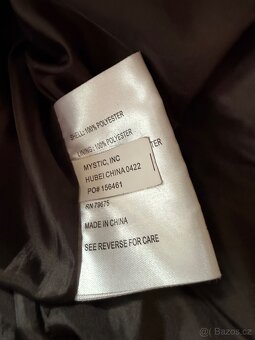 SHELL: 100% POLYESTER
LINING: 100% POLYESTER
MYSTIC, INC
HUBEI CHINA 0422
PO# 156461
RN 79675
MADE IN CHINA
SEE REVERSE FOR CARE
Bazos.cz